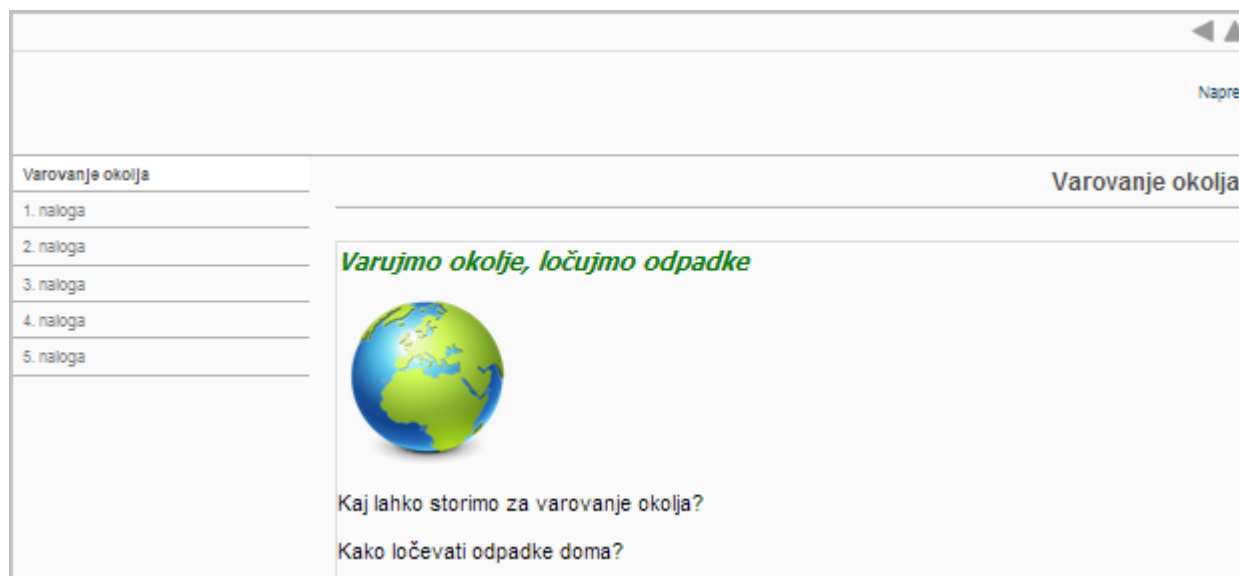 Varovanje okolja
1. naloga
2. naloga
3. naloga
4. naloga
5. naloga
Varovanje okolja
Varujmo okolje, ločujmo odpadke
Kaj lahko storimo za varovanje okolja?
Kako ločevati odpadke doma?